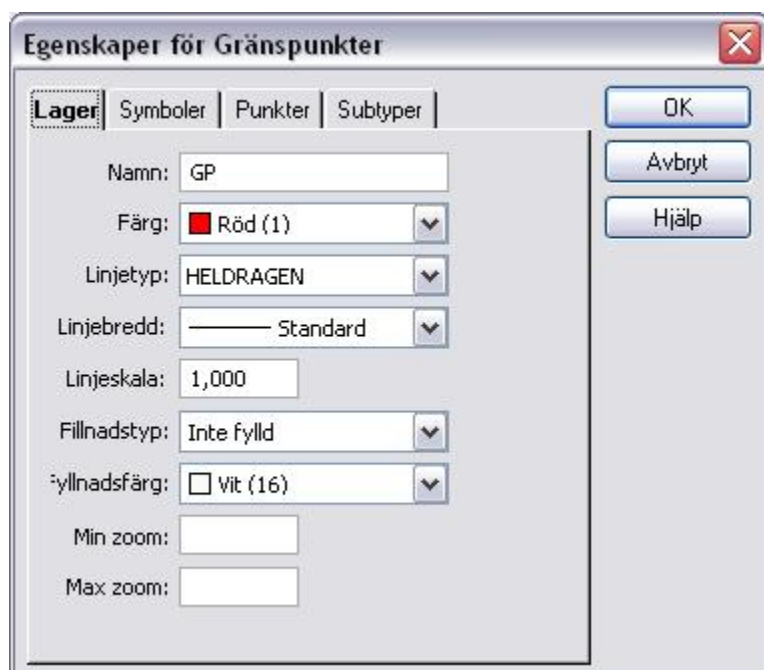 Egenskaper för Gränspunkter
Lager Symboler Punkter Subtyper
OK
Avbryt
Hjälp
Namn: GP
Färg: Röd (1)
Linjetyp: HELDRAGEN
Linjebredd: Standard
Linjeskala: 1,000
Fillnadstyp: Inte fylld
Fyllnadsfärg: Vit (16)
Min zoom:
Max zoom: